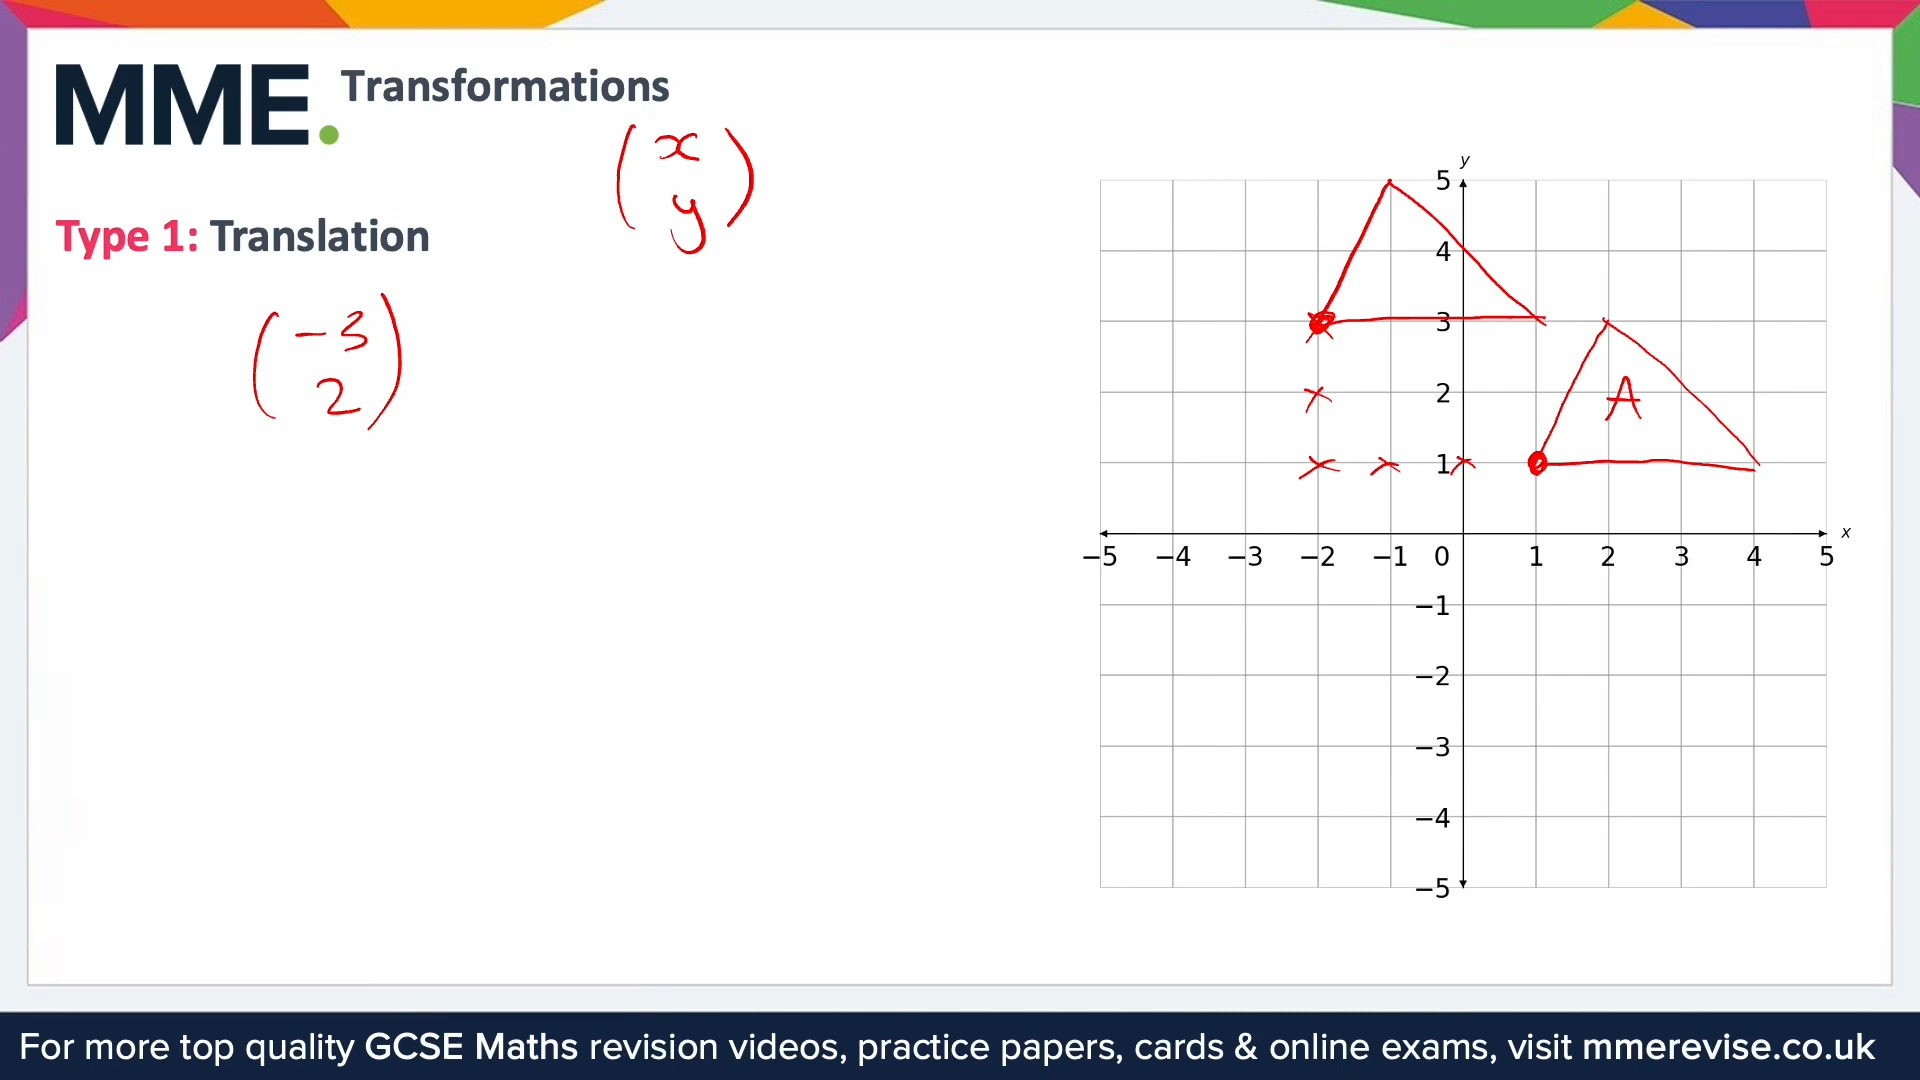 MME.
Transformations
x
y
Type 1: Translation
-3
2
y
5
4
3
2
A
1
x
−5 −4 −3 −2 −1 0 1 2 3 4 5
−1
−2
−3
−4
−5
For more top quality GCSE Maths revision videos, practice papers, cards & online exams, visit mmerevise.co.uk